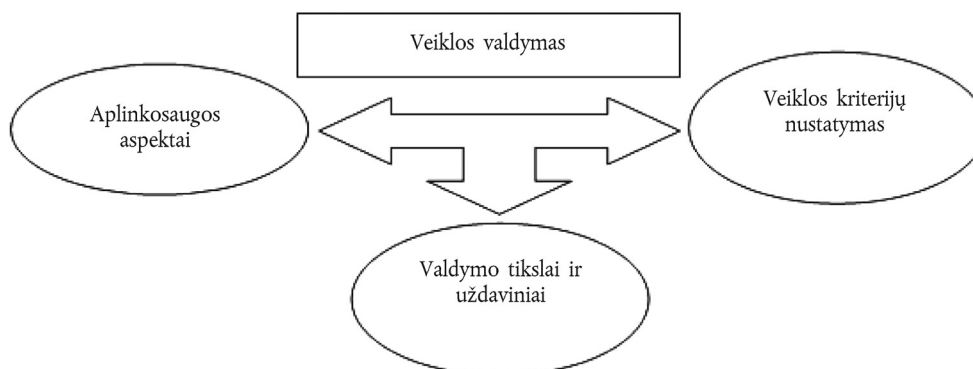 Veiklos valdymas
Aplinkosaugos
aspektai
Veiklos kriterijų
nustatymas
Valdymo tikslai ir
uždaviniai